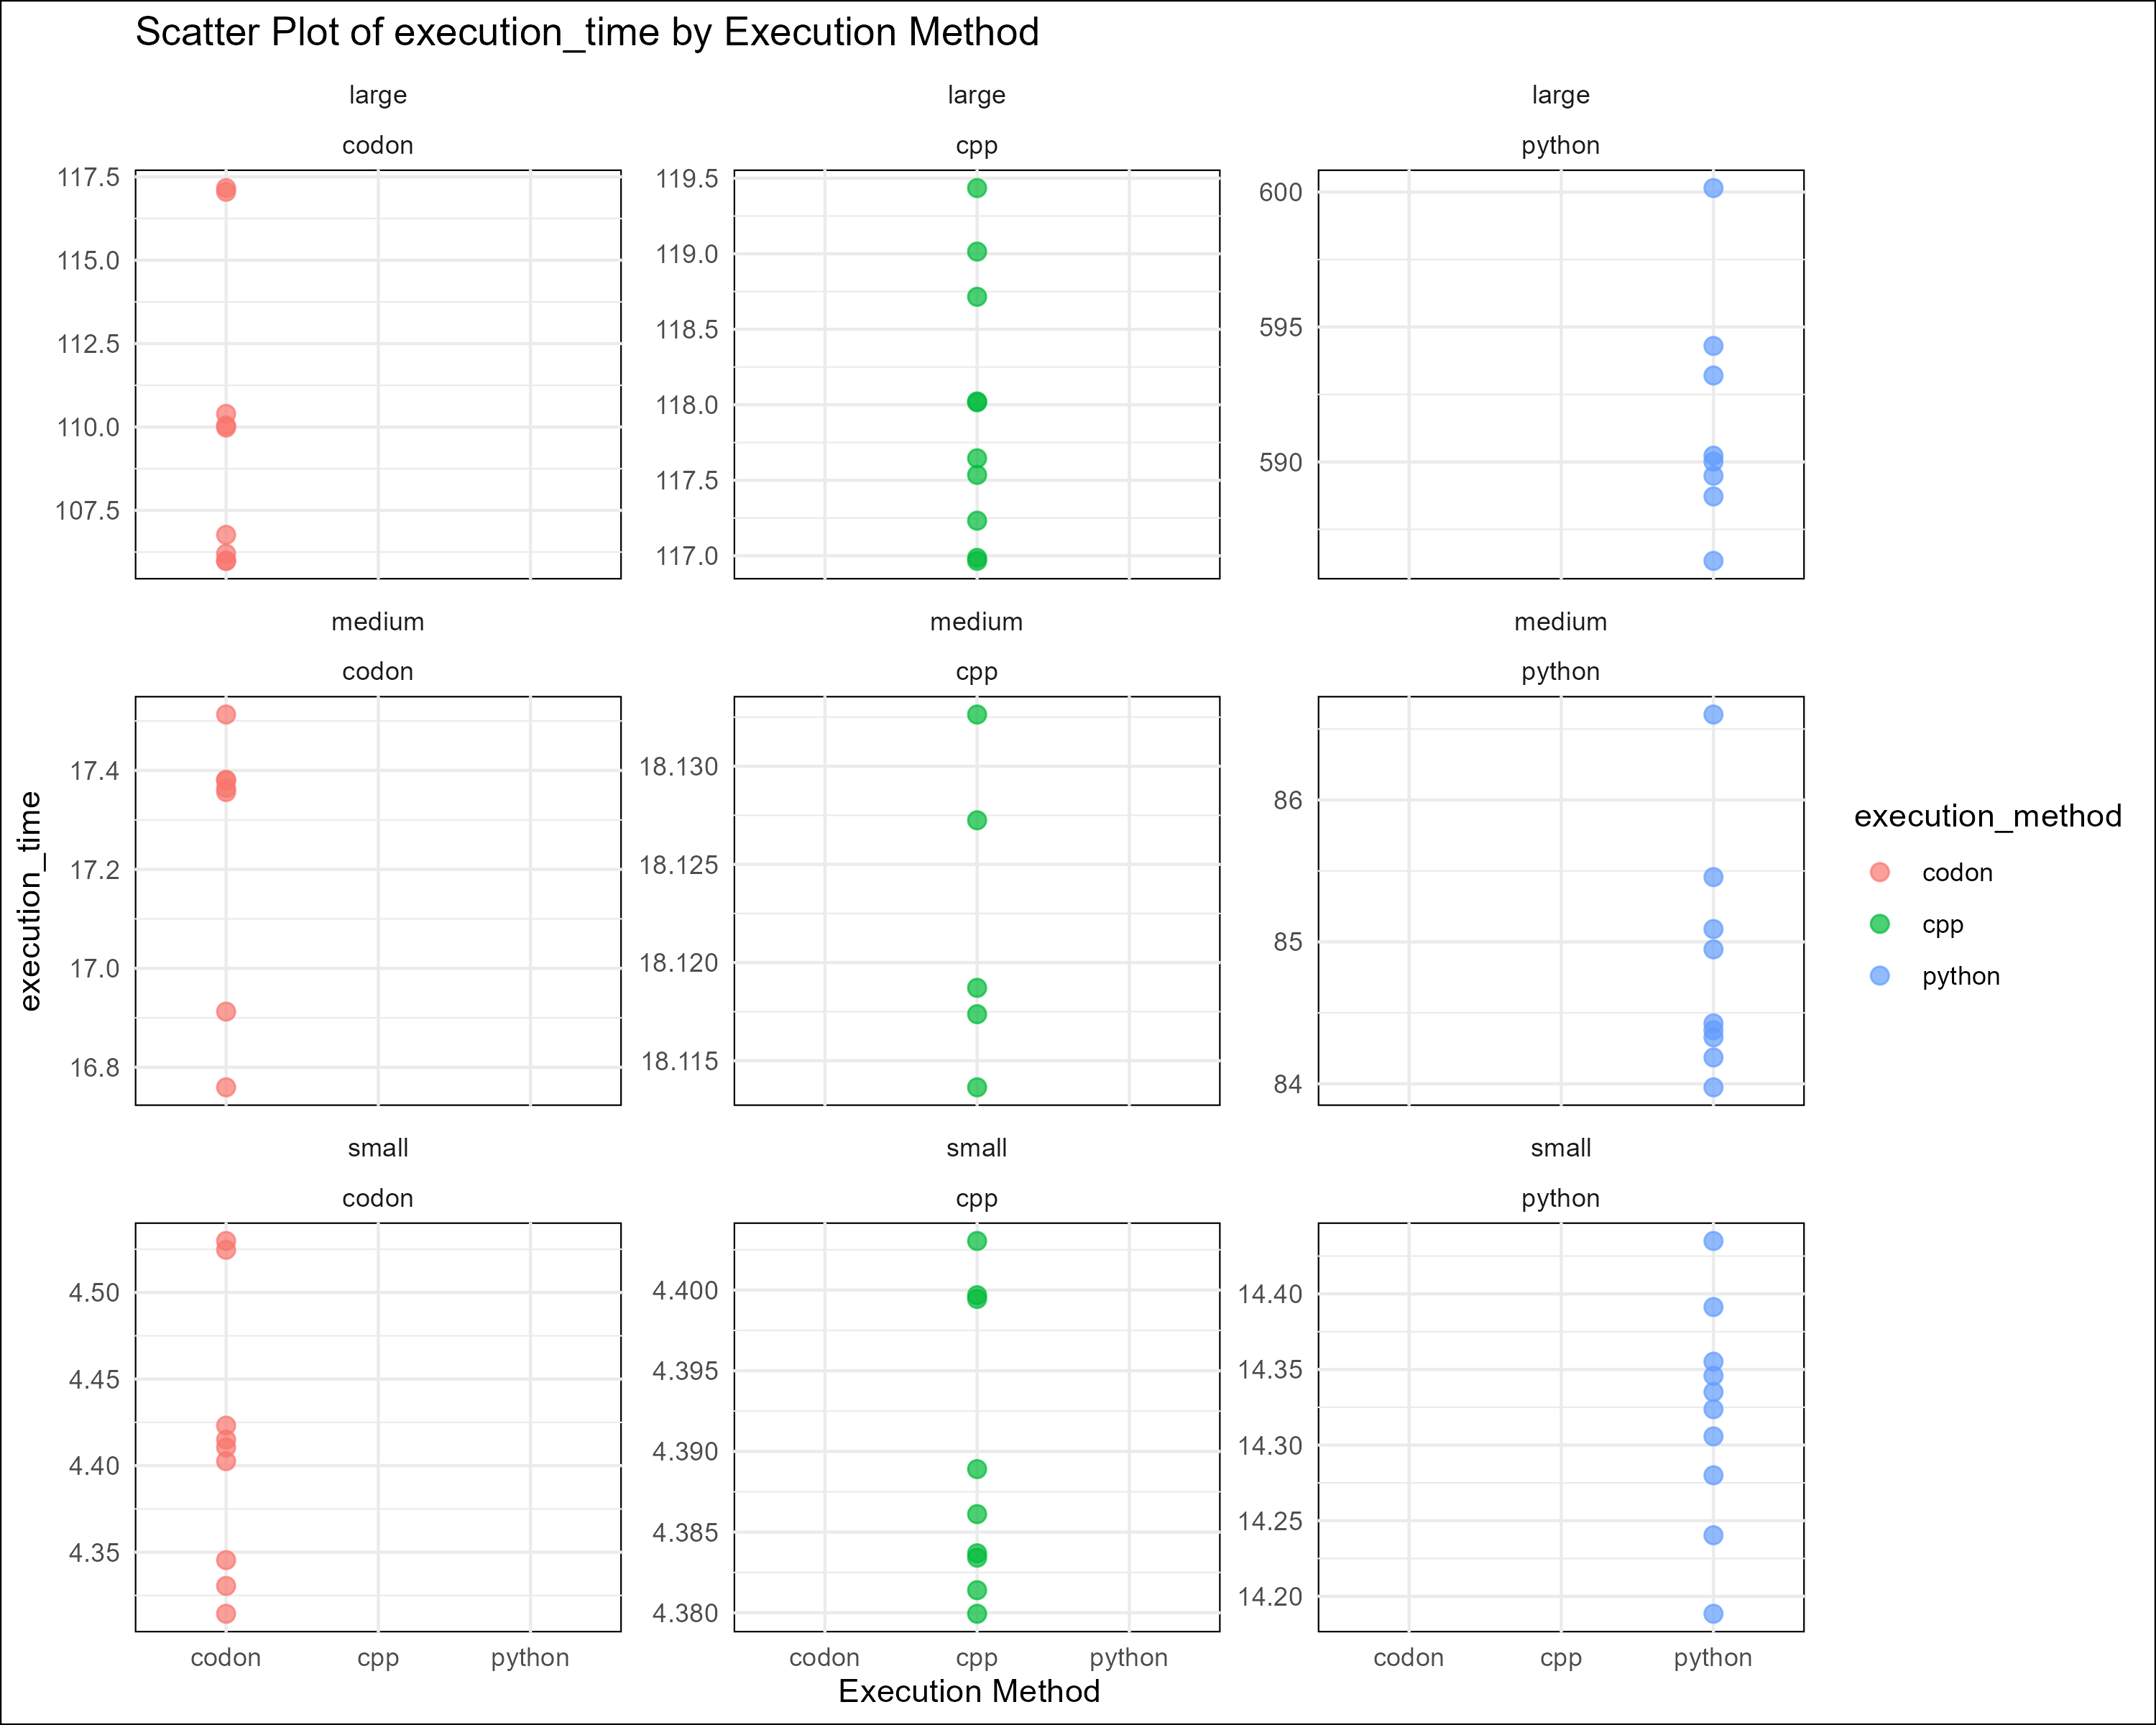 Scatter Plot of execution_time by Execution Method
large
large
large
codon
cpp
python
117.5
115.0
112.5
110.0
107.5
119.5
119.0
118.5
118.0
117.5
117.0
600
595
590
medium
medium
medium
codon
cpp
python
17.4
17.2
17.0
16.8
18.130
18.125
18.120
18.115
86
85
84
small
small
small
codon
cpp
python
4.50
4.45
4.40
4.35
4.400
4.395
4.390
4.385
4.380
14.40
14.35
14.30
14.25
14.20
codon cpp python
codon cpp python
codon cpp python
Execution Method
execution_time
execution_method
codon
cpp
python